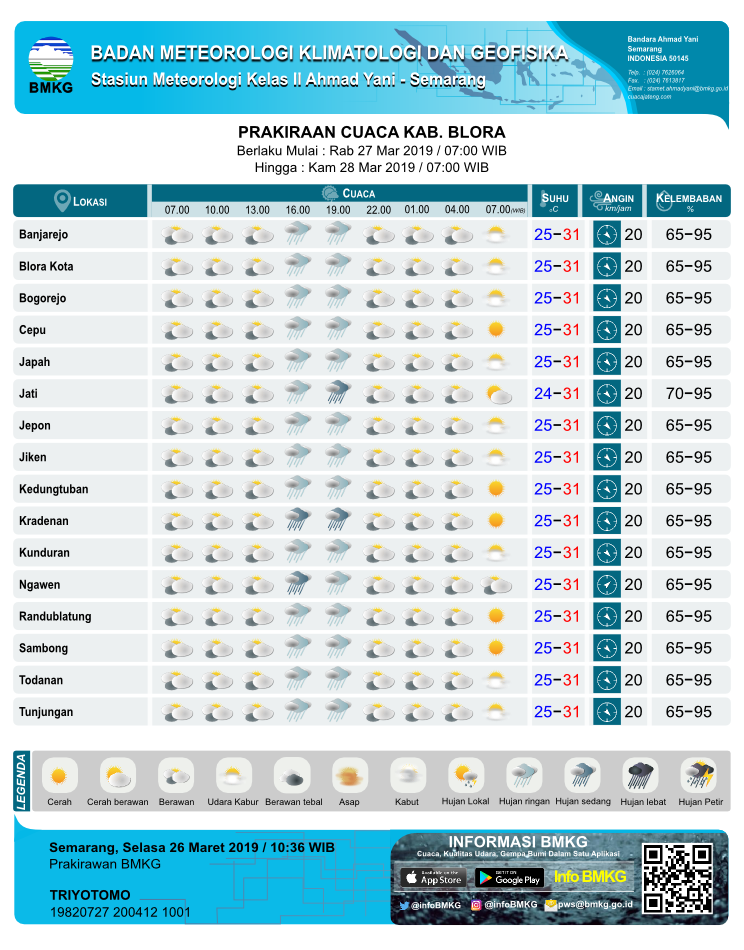 BMKG
BADAN METEOROLOGI KLIMATOLOGI DAN GEOFISIKA
Stasiun Meteorologi Kelas II Ahmad Yani - Semarang
Bandara Ahmad Yani
Semarang
INDONESIA 50145
Telp. : (024) 7626064
Fax. : (024) 7613817
Email : stamet.ahmadyani@bmkg.go.id
cuacajateng.com
PRAKIRAAN CUACA KAB. BLORA
Berlaku Mulai : Rab 27 Mar 2019 / 07:00 WIB
Hingga : Kam 28 Mar 2019 / 07:00 WIB
LOKASI CUACA SUHU °C ANGIN km/jam KELEMBABAN %
07.00 10.00 13.00 16.00 19.00 22.00 01.00 04.00 07.00 (WIB)
Banjarejo 25-31 20 65-95
Blora Kota 25-31 20 65-95
Bogorejo 25-31 20 65-95
Cepu 25-31 20 65-95
Japah 25-31 20 65-95
Jati 24-31 20 70-95
Jepon 25-31 20 65-95
Jiken 25-31 20 65-95
Kedungtuban 25-31 20 65-95
Kradenan 25-31 20 65-95
Kunduran 25-31 20 65-95
Ngawen 25-31 20 65-95
Randublatung 25-31 20 65-95
Sambong 25-31 20 65-95
Todanan 25-31 20 65-95
Tunjungan 25-31 20 65-95
LEGENDA
Cerah Cerah berawan Berawan Udara Kabur Berawan tebal Asap Kabut Hujan Lokal Hujan ringan Hujan sedang Hujan lebat Hujan Petir
Semarang, Selasa 26 Maret 2019 / 10:36 WIB
Prakirawan BMKG
TRIYOTOMO
19820727 200412 1001
INFORMASI BMKG
Cuaca, Kualitas Udara, Gempa Bumi Dalam Satu Aplikasi
Available on the App Store
GET IT ON Google Play
Info BMKG
@infoBMKG @infoBMKG pws@bmkg.go.id